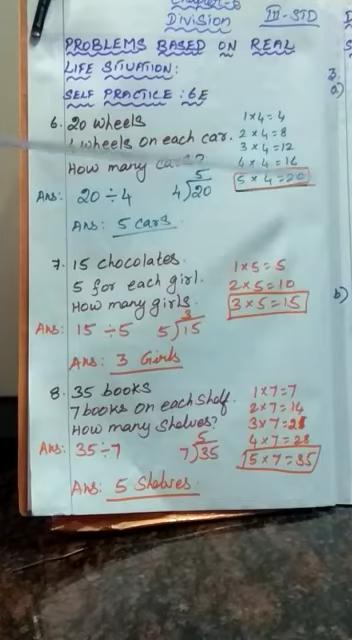 Division III-STD
PROBLEMS BASED ON REAL
LIFE SITUATION:
SELF PRACTICE: 6E
6. 20 wheels
wheels on each car.
How many cars?
1×4=4
2×4=8
3×4=12
4×4=16
5×4=20
Ans: 20÷4
5
4)20
Ans: 5 cars
7. 15 chocolates.
5 for each girl.
How many girls.
1×5=5
2×5=10
3×5=15
Ans: 15÷5
3
5)15
Ans: 3 Girls
8. 35 books
7 books on each shelf.
How many Shelves?
1×7=7
2×7=14
3×7=21
4×7=28
5×7=35
Ans: 35÷7
5
7)35
Ans: 5 Shelves
3.
a)
b)